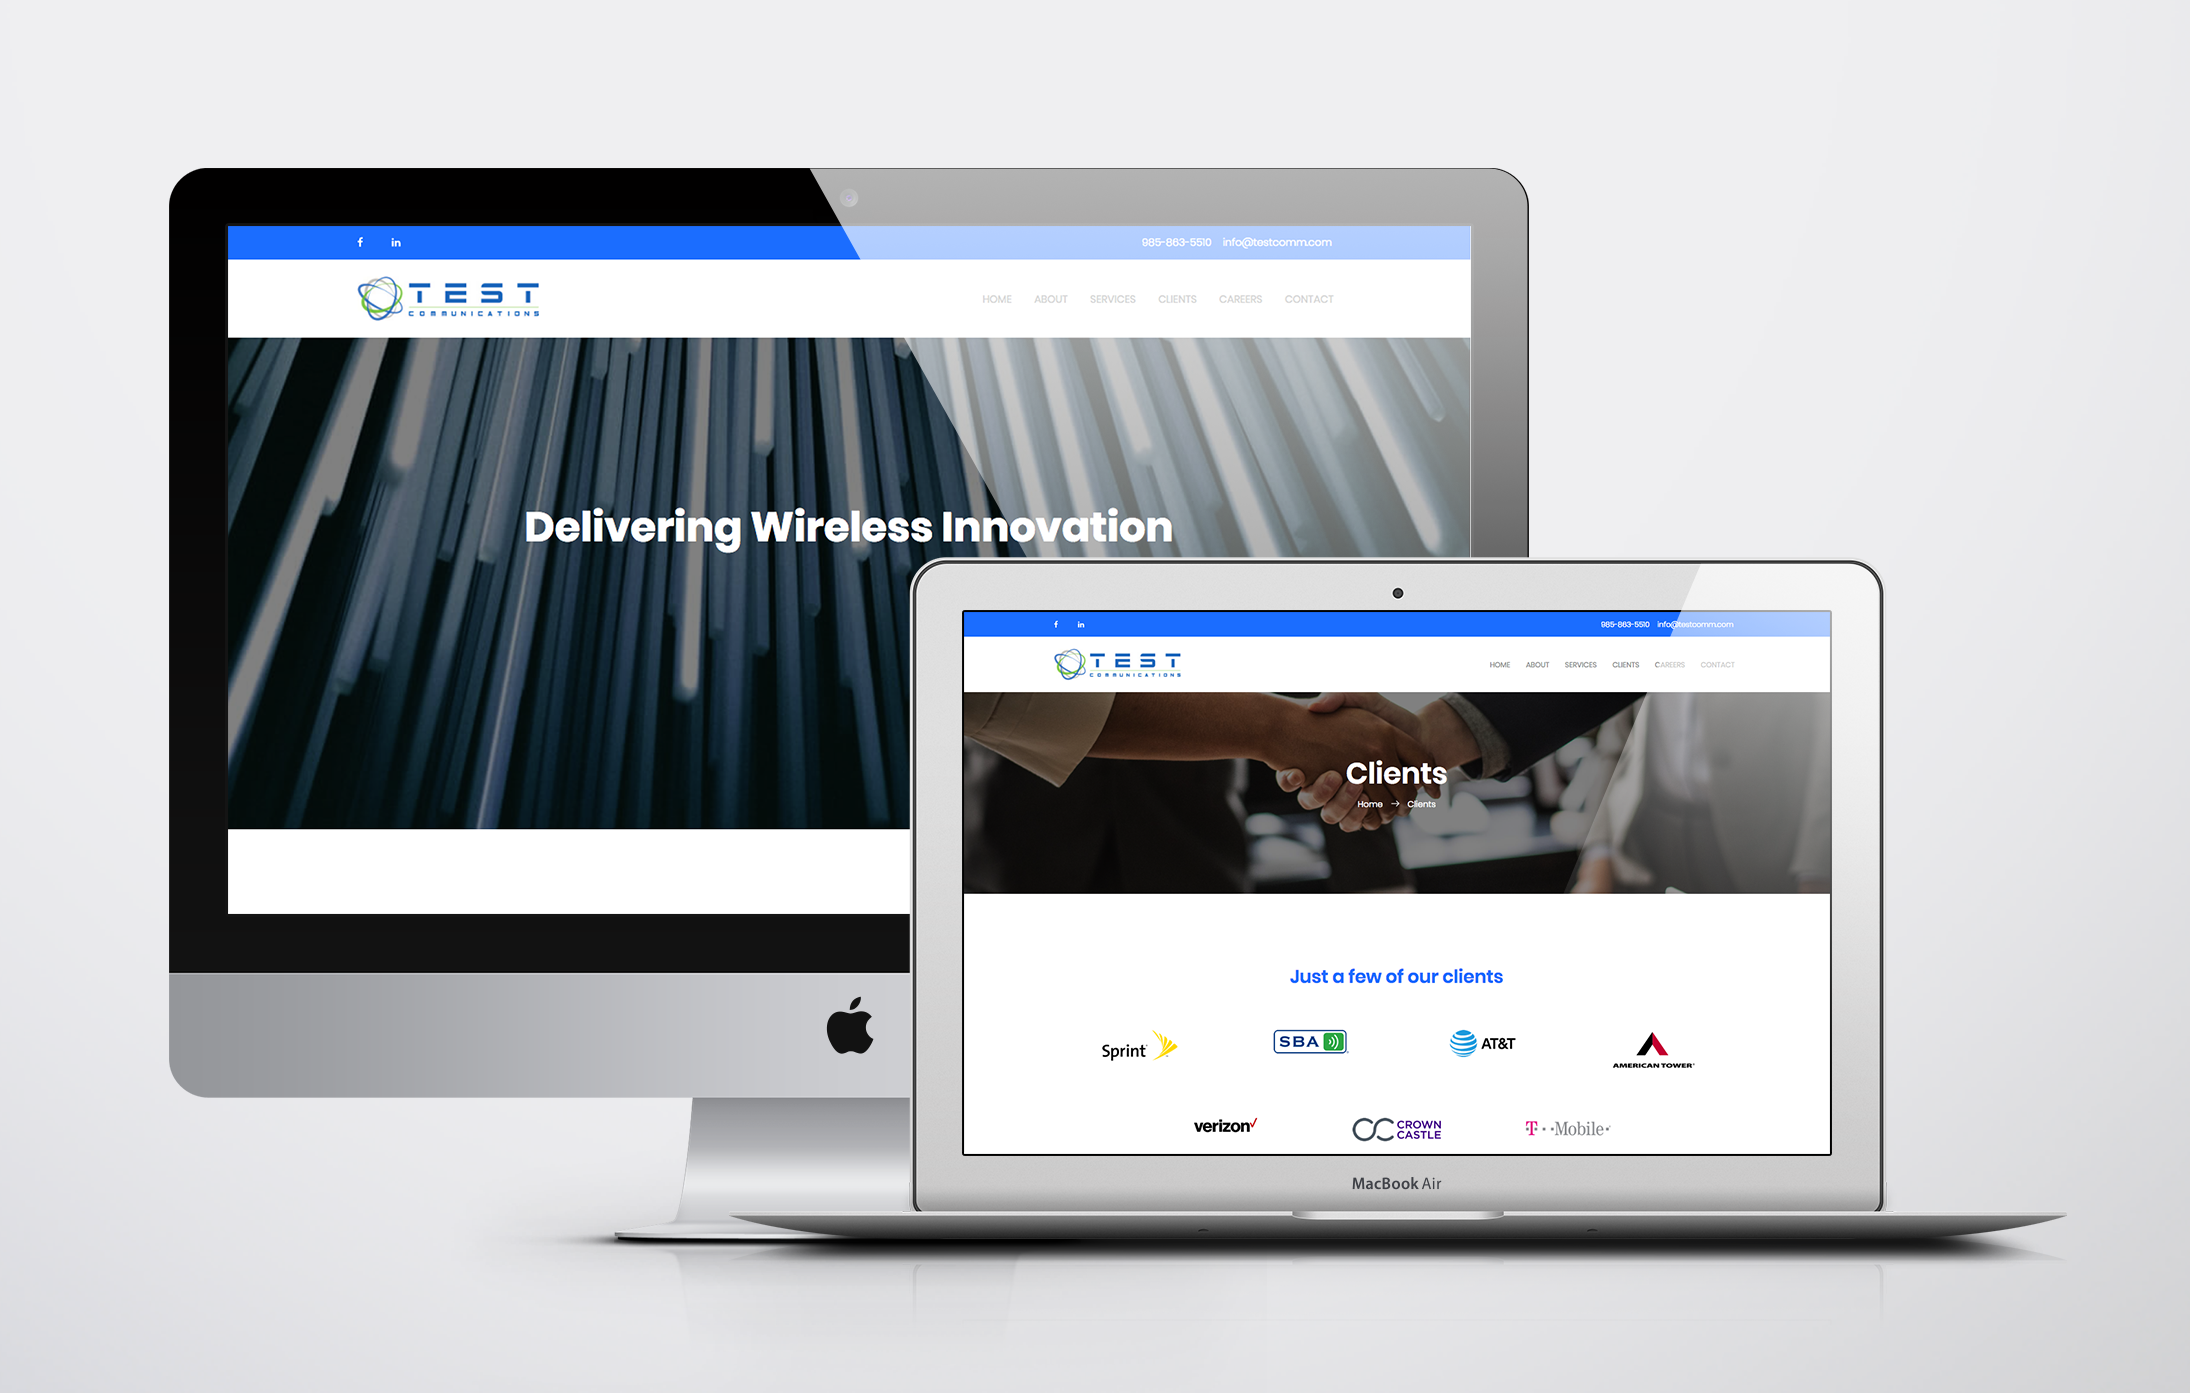 f in 985-863-5510 info@testcomm.com
TEST
COMMUNICATIONS
HOME ABOUT SERVICES CLIENTS CAREERS CONTACT
Delivering Wireless Innovation
f in 985-863-5510 info@testcomm.com
TEST
COMMUNICATIONS
HOME ABOUT SERVICES CLIENTS CAREERS CONTACT
Clients
Home → Clients
Just a few of our clients
Sprint SBA AT&T AMERICAN TOWER
verizon CROWN CASTLE T··Mobile·
MacBook Air